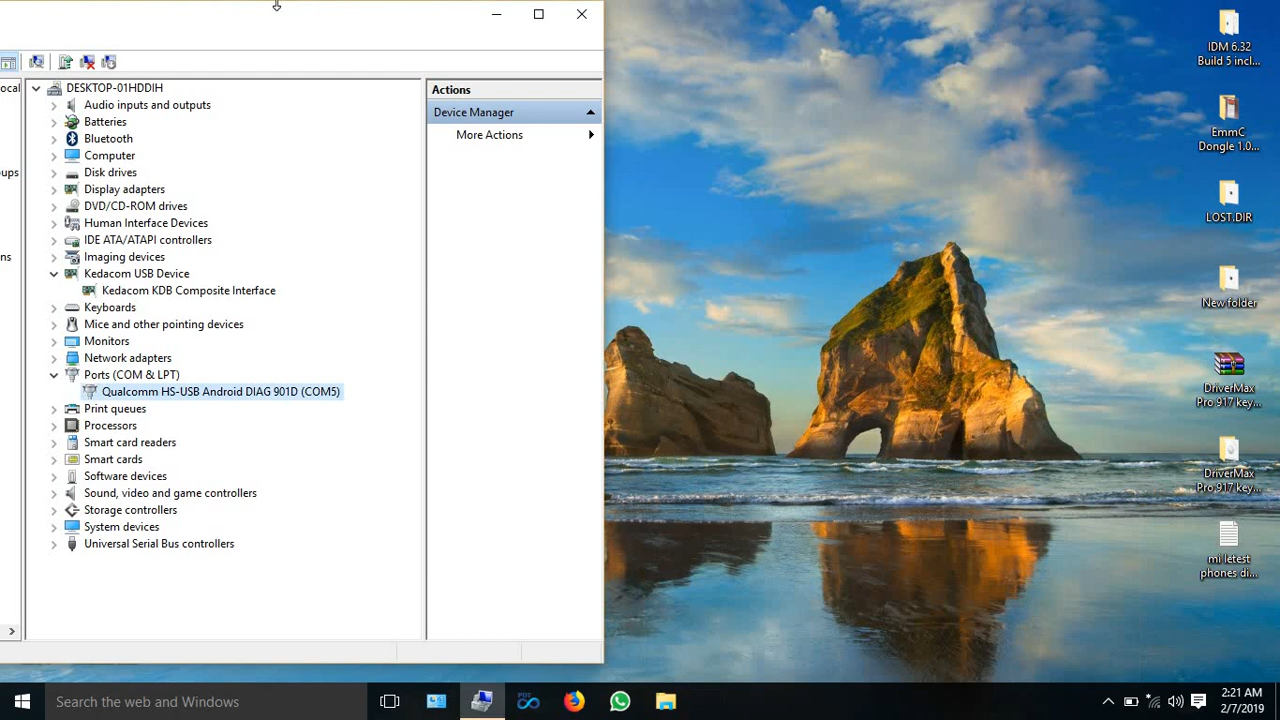 ocal
ups
ns
DESKTOP-01HDDIH
Audio inputs and outputs
Batteries
Bluetooth
Computer
Disk drives
Display adapters
DVD/CD-ROM drives
Human Interface Devices
IDE ATA/ATAPI controllers
Imaging devices
Kedacom USB Device
Kedacom KDB Composite Interface
Keyboards
Mice and other pointing devices
Monitors
Network adapters
Ports (COM & LPT)
Qualcomm HS-USB Android DIAG 901D (COM5)
Print queues
Processors
Smart card readers
Smart cards
Software devices
Sound, video and game controllers
Storage controllers
System devices
Universal Serial Bus controllers
Actions
Device Manager
More Actions
IDM 6.32
Build 5 incl...
EmmC
Dongle 1.0...
LOST.DIR
New folder
DriverMax
Pro 917 key...
DriverMax
Pro 917 key...
mi letest
phones di...
Search the web and Windows
PDT
2:21 AM
2/7/2019